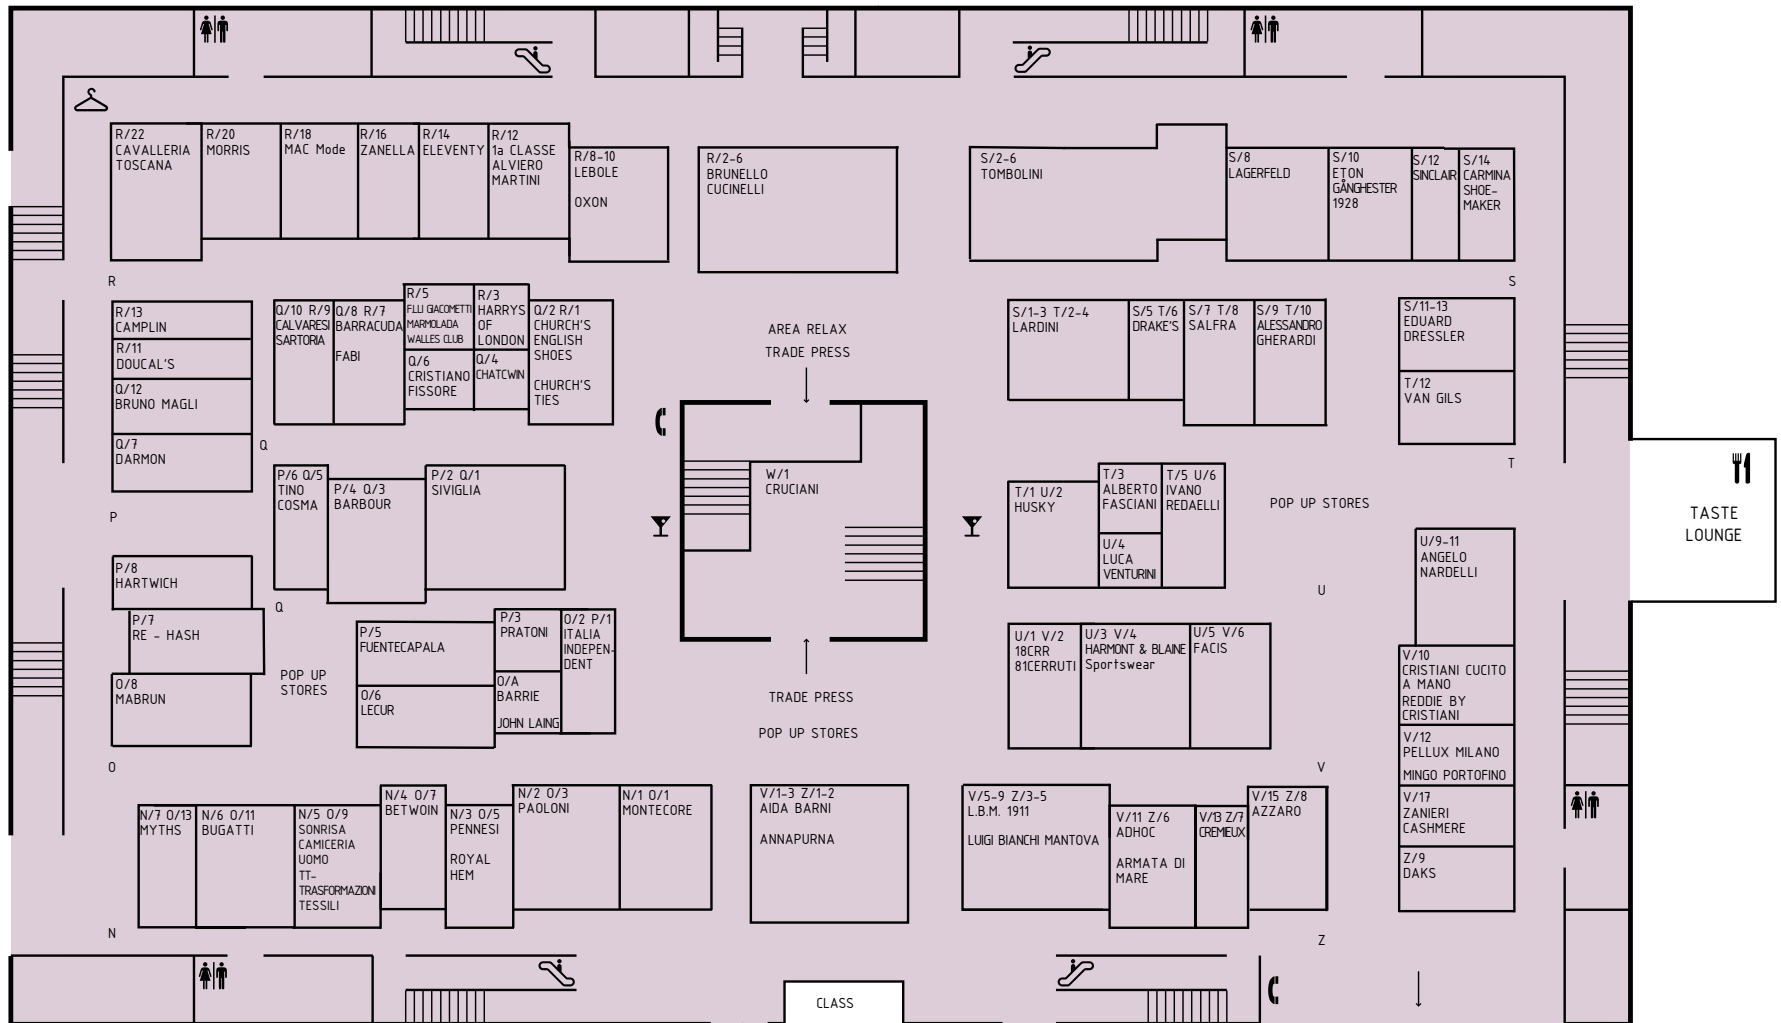 R/22
CAVALLERIA
TOSCANA
R/20
MORRIS
R/18
MAC Mode
R/16
ZANELLA
R/14
ELEVENTY
R/12
1a CLASSE
ALVIERO
MARTINI
R/8-10
LEBOLE
OXON
R/2-6
BRUNELLO
CUCINELLI
S/2-6
TOMBOLINI
S/8
LAGERFELD
S/10
ETON
GÅNGHESTER
1928
S/12
SINCLAIR
S/14
CARMINA
SHOE-
MAKER
R
S
R/13
CAMPLIN
R/11
DOUCAL'S
Q/12
BRUNO MAGLI
Q/7
DARMON
Q/10 R/9
CALVARESI
SARTORIA
Q/8 R/7
BARRACUDA
FABI
R/5
F.LLI GIACOMETTI
MARMOLADA
WALLES CLUB
R/3
HARRYS
OF
LONDON
Q/6
CRISTIANO
FISSORE
Q/4
CHATCWIN
Q/2 R/1
CHURCH'S
ENGLISH
SHOES
CHURCH'S
TIES
AREA RELAX
TRADE PRESS
S/1-3 T/2-4
LARDINI
S/5 T/6
DRAKE'S
S/7 T/8
SALFRA
S/9 T/10
ALESSANDRO
GHERARDI
S/11-13
EDUARD
DRESSLER
T/12
VAN GILS
Q
T
P/6 Q/5
TINO
COSMA
P/4 Q/3
BARBOUR
P/2 Q/1
SIVIGLIA
W/1
CRUCIANI
T/1 U/2
HUSKY
T/3
ALBERTO
FASCIANI
U/4
LUCA
VENTURINI
T/5 U/6
IVANO
REDAELLI
POP UP STORES
TASTE
LOUNGE
P
P/8
HARTWICH
P/7
RE - HASH
O/8
MABRUN
Q
U
U/9-11
ANGELO
NARDELLI
POP UP
STORES
P/5
FUENTECAPALA
O/6
LECUR
P/3
PRATONI
O/A
BARRIE
JOHN LAING
O/2 P/1
ITALIA
INDEPEN-
DENT
TRADE PRESS
POP UP STORES
U/1 V/2
18CRR
81CERRUTI
U/3 V/4
HARMONT & BLAINE
Sportswear
U/5 V/6
FACIS
V/10
CRISTIANI CUCITO
A MANO
REDDIE BY
CRISTIANI
V/12
PELLUX MILANO
MINGO PORTOFINO
V/17
ZANIERI
CASHMERE
Z/9
DAKS
O
V
N/7 O/13
MYTHS
N/6 O/11
BUGATTI
N/5 O/9
SONRISA
CAMICERIA
UOMO
TT-
TRASFORMAZIONI
TESSILI
N/4 O/7
BETWOIN
N/3 O/5
PENNESI
ROYAL
HEM
N/2 O/3
PAOLONI
N/1 O/1
MONTECORE
V/1-3 Z/1-2
AIDA BARNI
ANNAPURNA
V/5-9 Z/3-5
L.B.M. 1911
LUIGI BIANCHI MANTOVA
V/11 Z/6
ADHOC
ARMATA DI
MARE
V/13 Z/7
CREMIEUX
V/15 Z/8
AZZARO
N
Z
CLASS